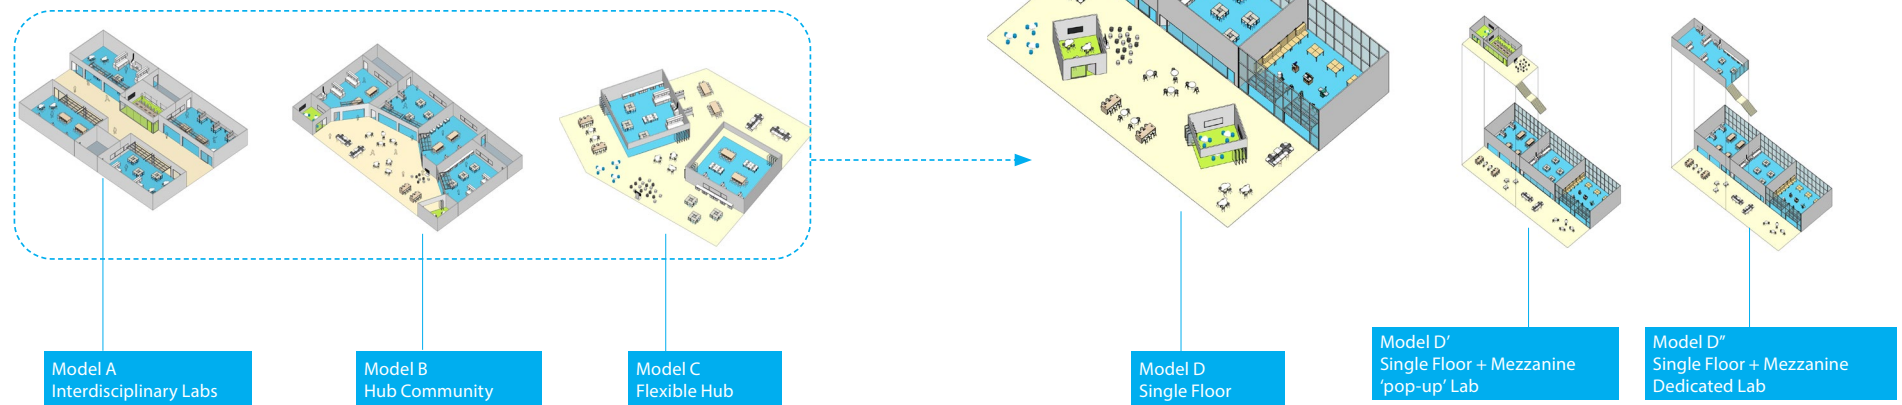 Model A
Interdisciplinary Labs
Model B
Hub Community
Model C
Flexible Hub
Model D
Single Floor
Model D’
Single Floor + Mezzanine
‘pop-up’ Lab
Model D”
Single Floor + Mezzanine
Dedicated Lab